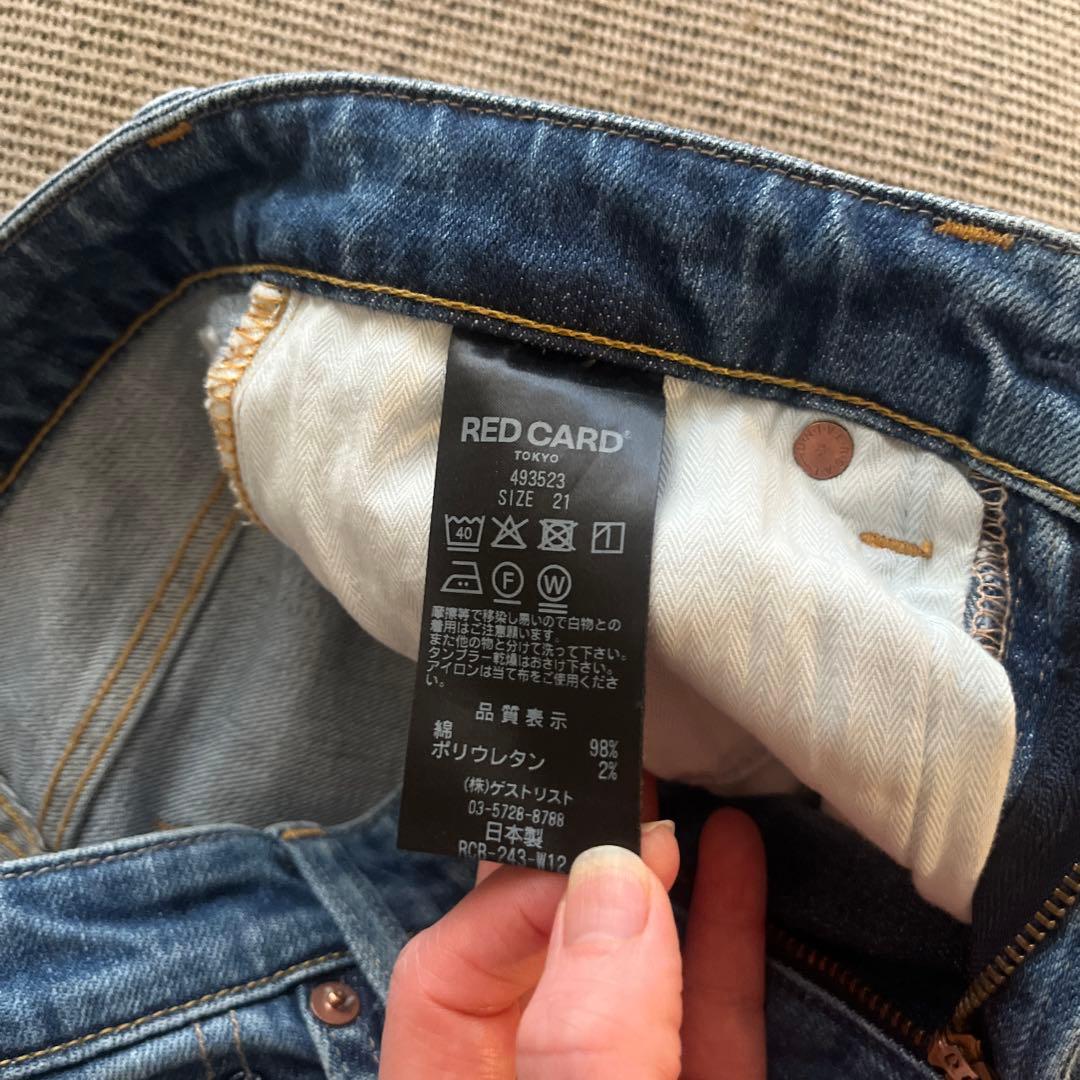 RED CARD
TOKYO
493523
SIZE 21
40
F W
摩擦等で移染し易いので白物との
着用はご注意願います。
また他の物と分けて洗って下さい。
タンブラー乾燥はおさけ下さい。
アイロンは当て布をご使用くださ
い。
品質表示
綿 98%
ポリウレタン 2%
(株)ゲストリスト
03-5728-8788
日本製
RCR-243-W12